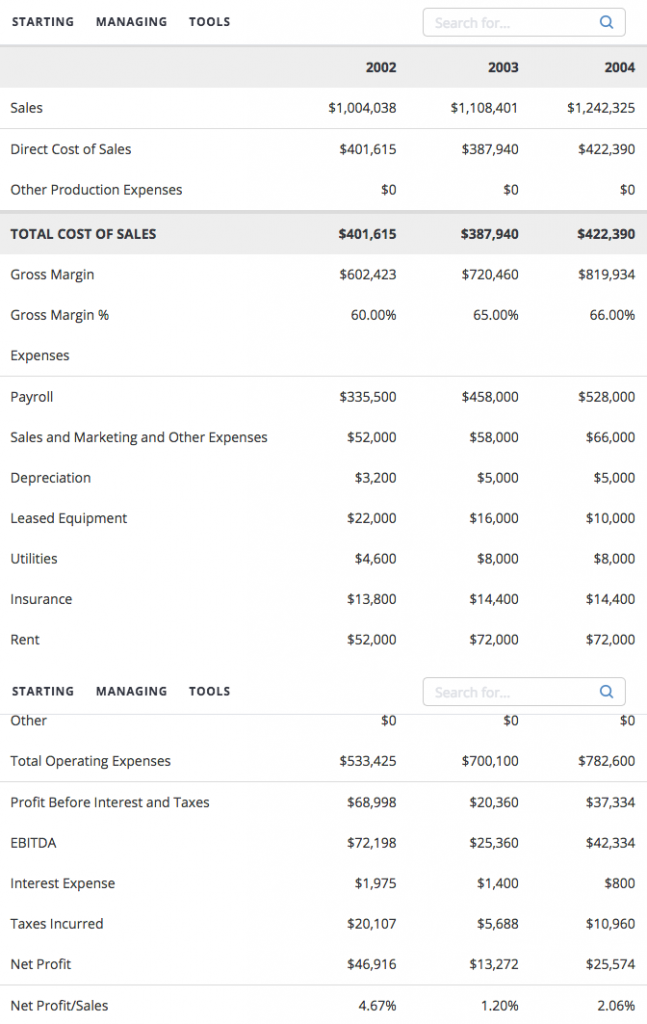 STARTING MANAGING TOOLS Search for...
2002 2003 2004
Sales $1,004,038 $1,108,401 $1,242,325
Direct Cost of Sales $401,615 $387,940 $422,390
Other Production Expenses $0 $0 $0
TOTAL COST OF SALES $401,615 $387,940 $422,390
Gross Margin $602,423 $720,460 $819,934
Gross Margin % 60.00% 65.00% 66.00%
Expenses
Payroll $335,500 $458,000 $528,000
Sales and Marketing and Other Expenses $52,000 $58,000 $66,000
Depreciation $3,200 $5,000 $5,000
Leased Equipment $22,000 $16,000 $10,000
Utilities $4,600 $8,000 $8,000
Insurance $13,800 $14,400 $14,400
Rent $52,000 $72,000 $72,000
STARTING MANAGING TOOLS Search for...
Other $0 $0 $0
Total Operating Expenses $533,425 $700,100 $782,600
Profit Before Interest and Taxes $68,998 $20,360 $37,334
EBITDA $72,198 $25,360 $42,334
Interest Expense $1,975 $1,400 $800
Taxes Incurred $20,107 $5,688 $10,960
Net Profit $46,916 $13,272 $25,574
Net Profit/Sales 4.67% 1.20% 2.06%